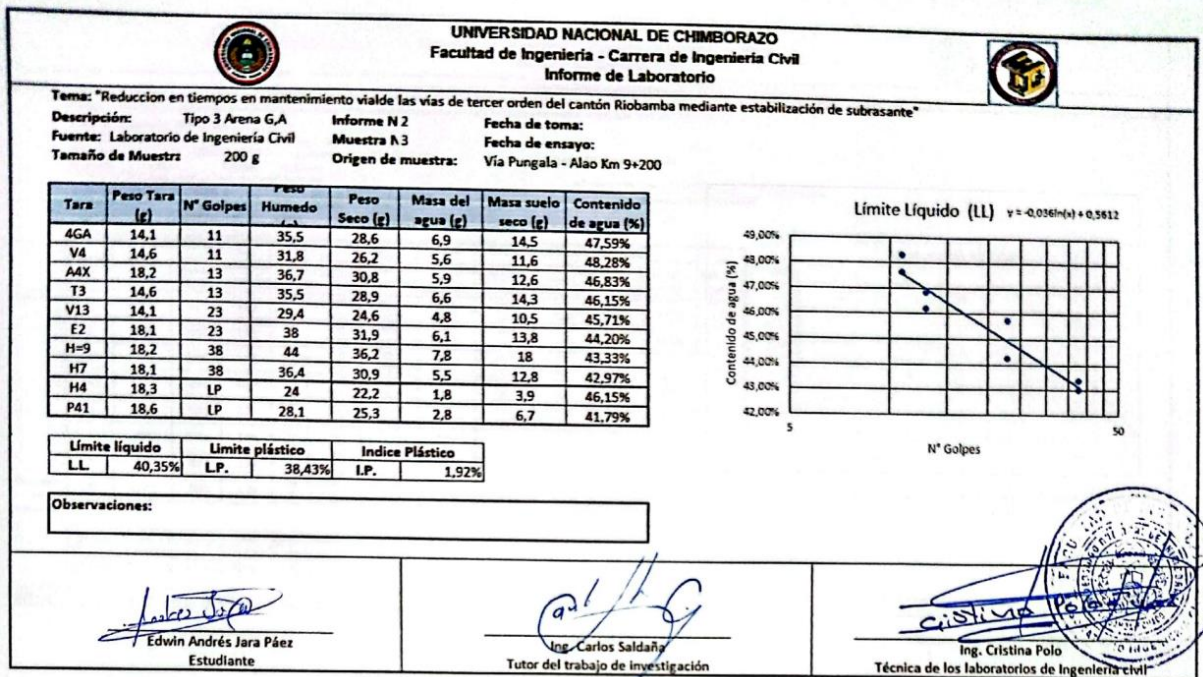 UNIVERSIDAD NACIONAL DE CHIMBORAZO
Facultad de Ingeniería - Carrera de Ingenieria Civil
Informe de Laboratorio
Tema: "Reduccion en tiempos en mantenimiento vialde las vías de tercer orden del cantón Riobamba mediante estabilización de subrasante"
Descripción: Tipo 3 Arena G,A Informe N 2 Fecha de toma:
Fuente: Laboratorio de Ingeniería Civil Muestra N3 Fecha de ensayo:
Tamaño de Muestra 200 g Origen de muestra: Vía Pungala - Alao Km 9+200
Tara Peso Tara (g) N° Golpes Peso Humedo Peso Seco (g) Masa del agua (g) Masa suelo seco (g) Contenido de agua (%)
4GA 14,1 11 35,5 28,6 6,9 14,5 47,59%
V4 14,6 11 31,8 26,2 5,6 11,6 48,28%
A4X 18,2 13 36,7 30,8 5,9 12,6 46,83%
T3 14,6 13 35,5 28,9 6,6 14,3 46,15%
V13 14,1 23 29,4 24,6 4,8 10,5 45,71%
E2 18,1 23 38 31,9 6,1 13,8 44,20%
H=9 18,2 38 44 36,2 7,8 18 43,33%
H7 18,1 38 36,4 30,9 5,5 12,8 42,97%
H4 18,3 LP 24 22,2 1,8 3,9 46,15%
P41 18,6 LP 28,1 25,3 2,8 6,7 41,79%
Límite líquido Limite plástico Indice Plástico
LL. 40,35% L.P. 38,43% I.P. 1,92%
Observaciones:
Límite Líquido (LL) y = -0,036ln(x) + 0,5612
Contenido de agua (%)
49,00%
48,00%
47,00%
46,00%
45,00%
44,00%
43,00%
42,00%
5 50
N° Golpes
Edwin Andrés Jara Páez
Estudiante
Ing. Carlos Saldaña
Tutor del trabajo de investigación
Ing. Cristina Polo
Técnica de los laboratorios de Ingeniería civil